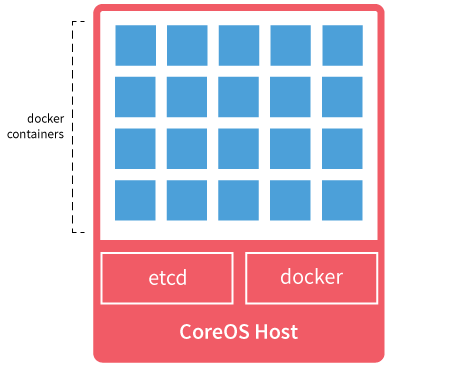 docker
containers
etcd
docker
CoreOS Host